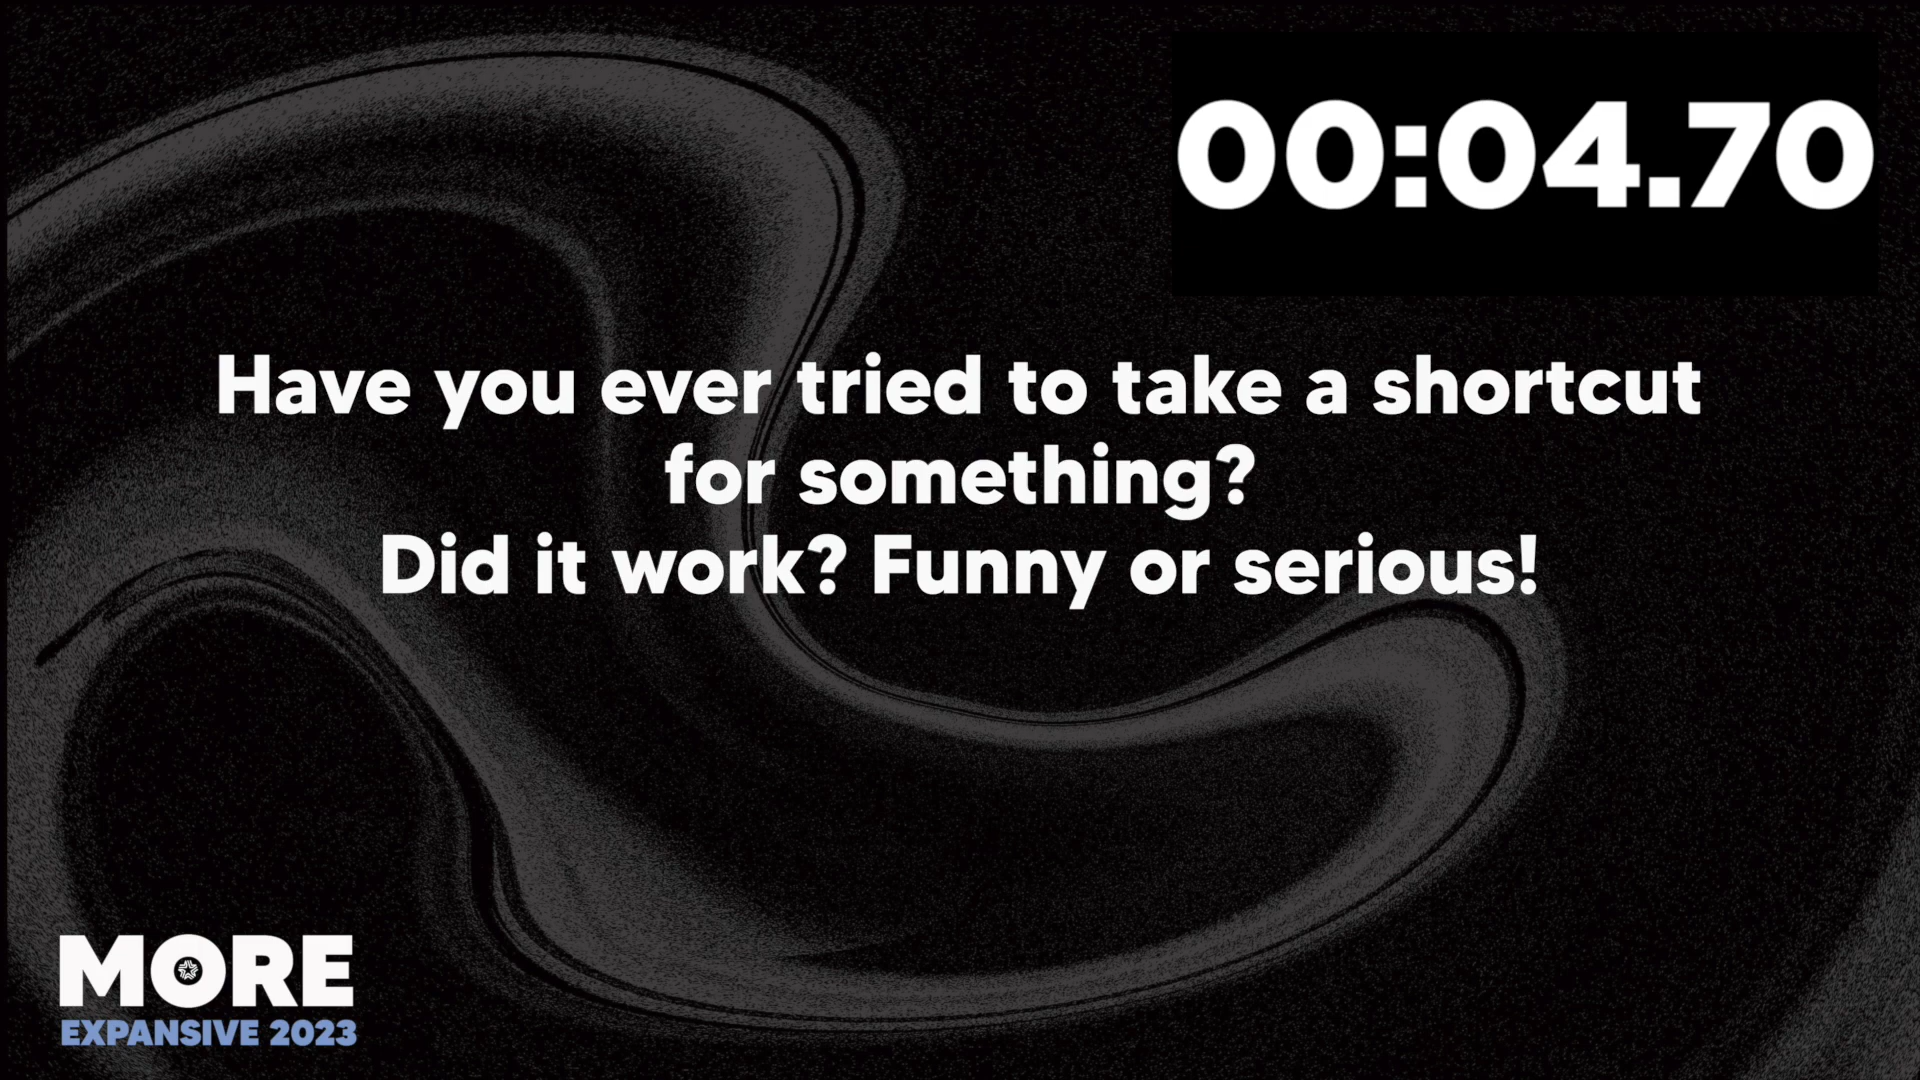 00:04.70
Have you ever tried to take a shortcut
for something?
Did it work? Funny or serious!
MORE
EXPANSIVE 2023